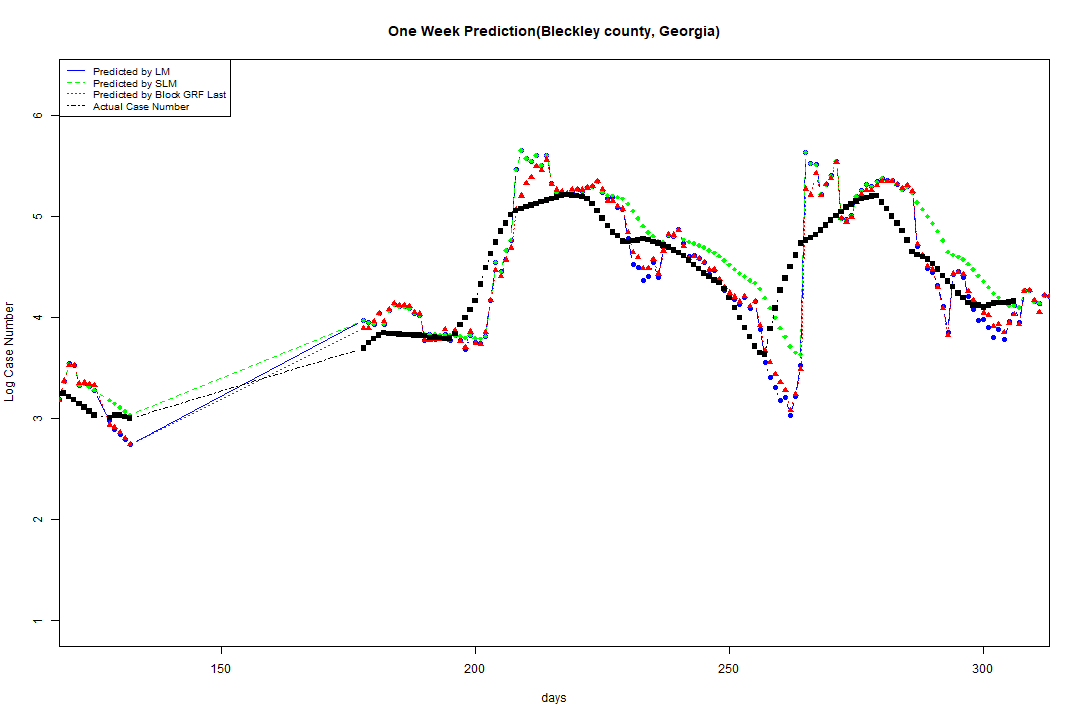 One Week Prediction(Bleckley county, Georgia)
Predicted by LM
Predicted by SLM
Predicted by Block GRF Last
Actual Case Number
6
5
4
3
2
1
Log Case Number
150 200 250 300
days